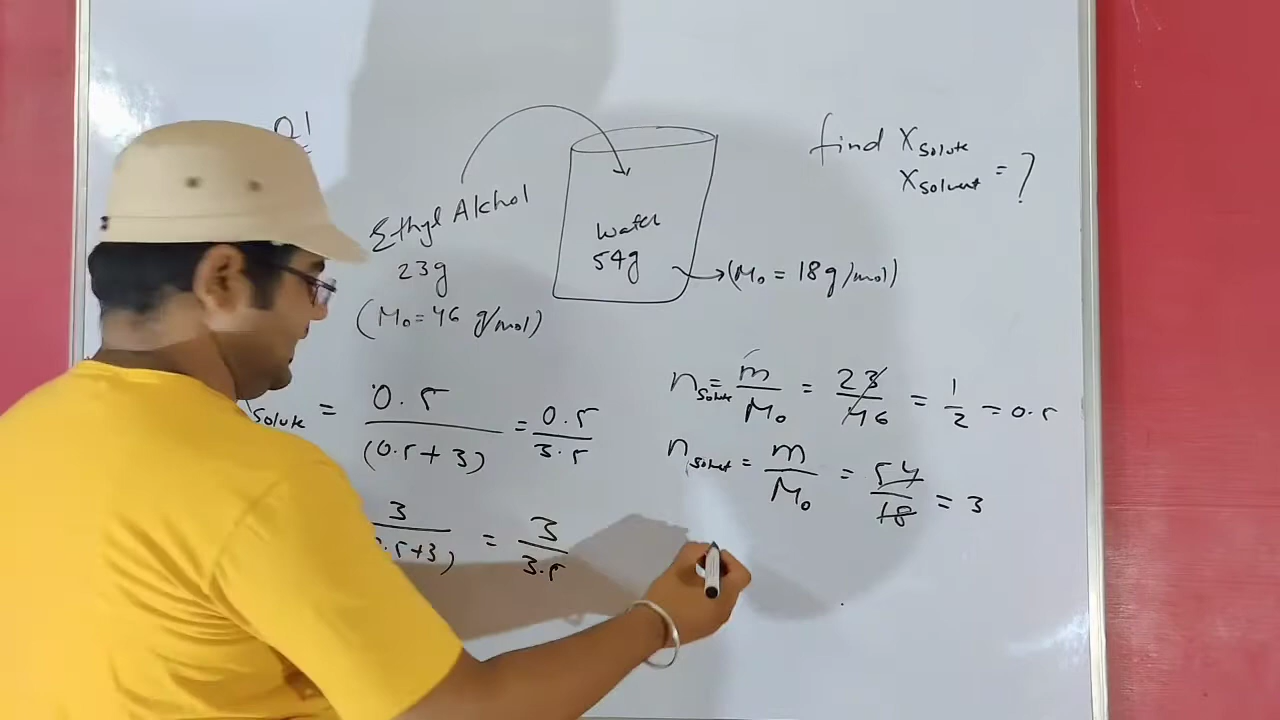 Q1
find X solute
X solvent = ?
Ethyl Alchol
23g
(M₀ = 46 g/mol)
water
54g
(M₀ = 18g/mol)
solute = 0.5 / (0.5 + 3) = 0.5 / 3.5
3 / .5+3) = 3 / 3.5
n solute = m / M₀ = 23 / 46 = 1 / 2 = 0.5
n solvet = m / M₀ = 54 / 18 = 3